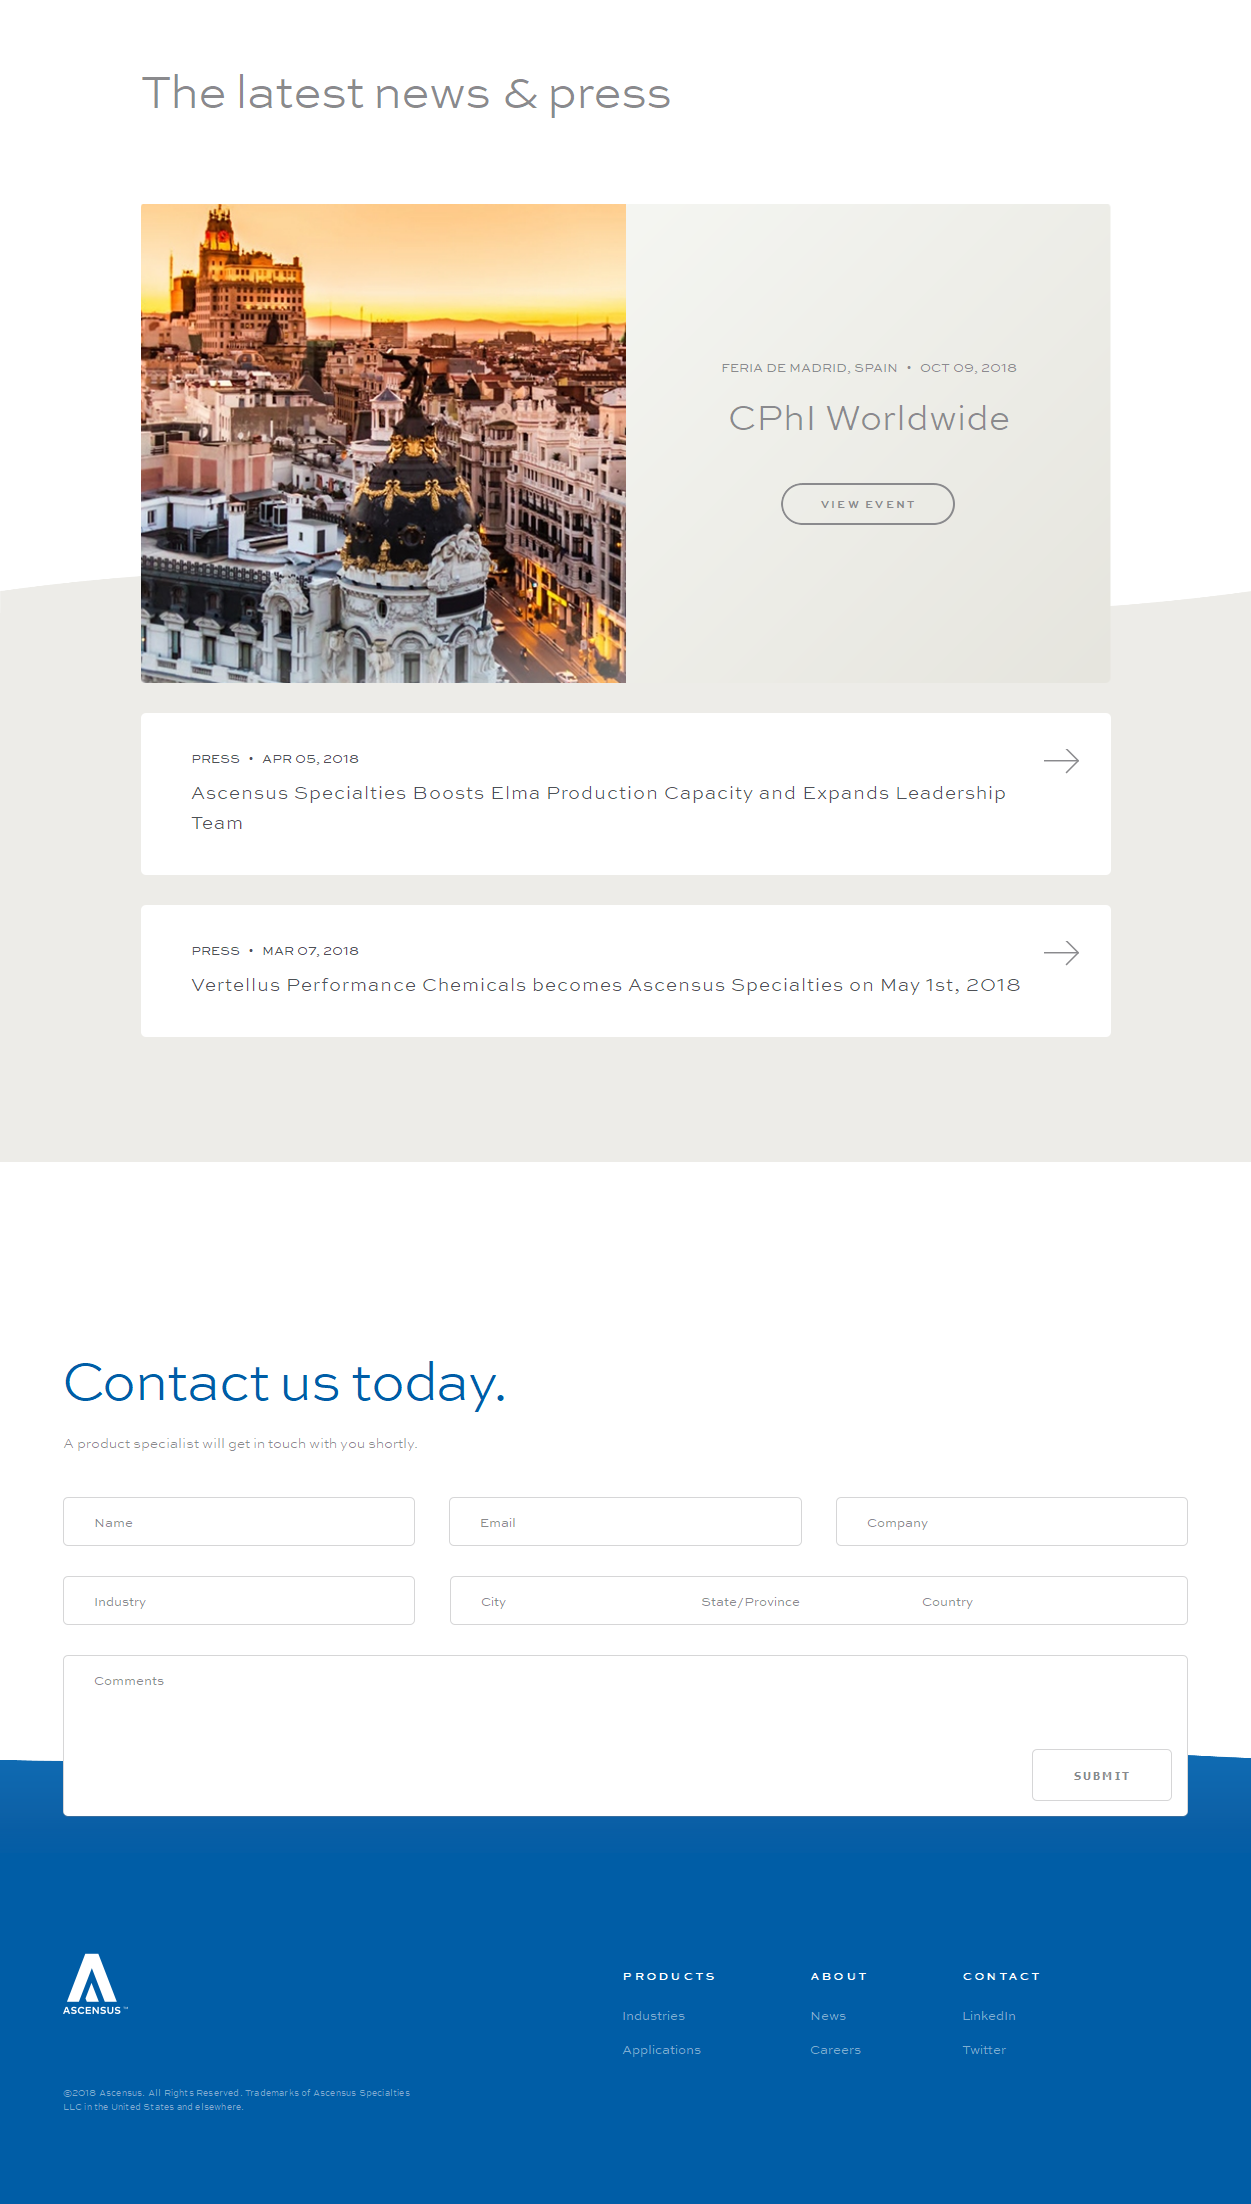 The latest news & press
FERIA DE MADRID, SPAIN • OCT 09, 2018
CPhI Worldwide
VIEW EVENT
PRESS • APR 05, 2018
Ascensus Specialties Boosts Elma Production Capacity and Expands Leadership
Team
PRESS • MAR 07, 2018
Vertellus Performance Chemicals becomes Ascensus Specialties on May 1st, 2018
Contact us today.
A product specialist will get in touch with you shortly.
Name
Email
Company
Industry
City
State/Province
Country
Comments
SUBMIT
ASCENSUS™
PRODUCTS
Industries
Applications
ABOUT
News
Careers
CONTACT
LinkedIn
Twitter
©2018 Ascensus. All Rights Reserved. Trademarks of Ascensus Specialties
LLC in the United States and elsewhere.